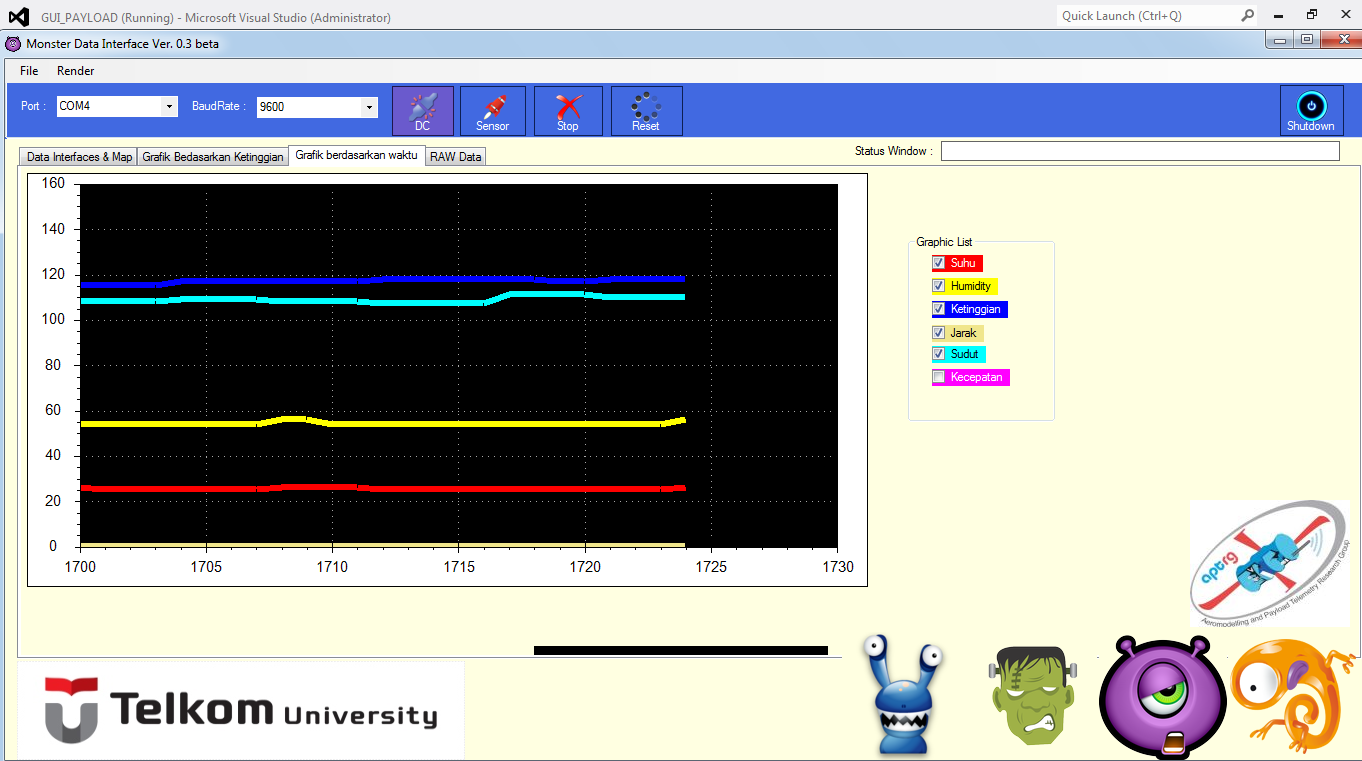 GUI_PAYLOAD (Running) - Microsoft Visual Studio (Administrator)
Quick Launch (Ctrl+Q)
Monster Data Interface Ver. 0.3 beta
File Render
Port : COM4 BaudRate : 9600 DC Sensor Stop Reset Shutdown
Data Interfaces & Map Grafik Bedasarkan Ketinggian Grafik berdasarkan waktu RAW Data
Status Window :
160
140
120
100
80
60
40
20
0
1700 1705 1710 1715 1720 1725 1730
Graphic List
Suhu
Humidity
Ketinggian
Jarak
Sudut
Kecepatan
aptrg
Aeromodelling and Payload Telemetry Research Group
Telkom University